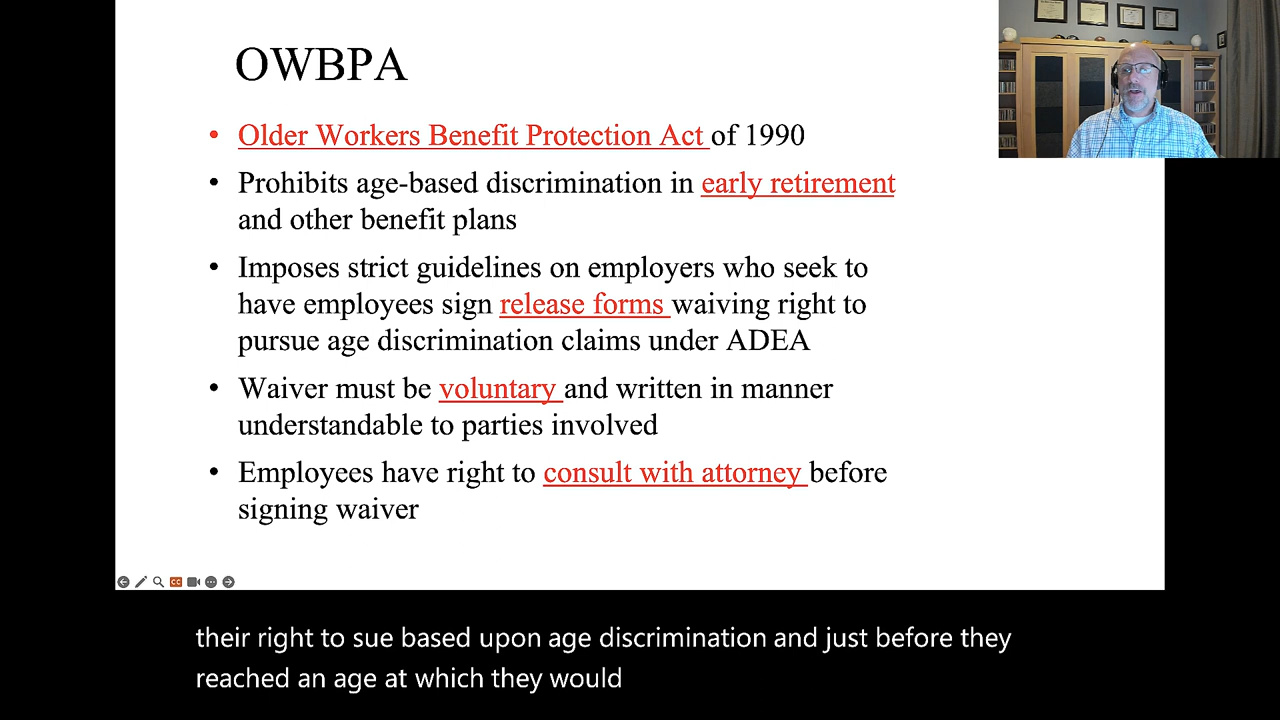 OWBPA
• Older Workers Benefit Protection Act of 1990
• Prohibits age-based discrimination in early retirement
and other benefit plans
• Imposes strict guidelines on employers who seek to
have employees sign release forms waiving right to
pursue age discrimination claims under ADEA
• Waiver must be voluntary and written in manner
understandable to parties involved
• Employees have right to consult with attorney before
signing waiver
CC
their right to sue based upon age discrimination and just before they
reached an age at which they would